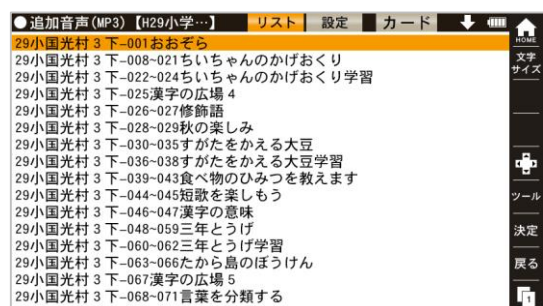 ●追加音声(MP3)【H29小学…】 リスト 設定 カード
29小国光村３下-001おおぞら
29小国光村３下-008~021ちいちゃんのかげおくり
29小国光村３下-022~024ちいちゃんのかげおくり学習
29小国光村３下-025漢字の広場４
29小国光村３下-026~027修飾語
29小国光村３下-028~029秋の楽しみ
29小国光村３下-030~035すがたをかえる大豆
29小国光村３下-036~038すがたをかえる大豆学習
29小国光村３下-039~043食べ物のひみつを教えます
29小国光村３下-044~045短歌を楽しもう
29小国光村３下-046~047漢字の意味
29小国光村３下-048~059三年とうげ
29小国光村３下-060~062三年とうげ学習
29小国光村３下-063~066たから島のぼうけん
29小国光村３下-067漢字の広場５
29小国光村３下-068~071言葉を分類する
HOME
文字
サイズ
ツール
決定
戻る
1